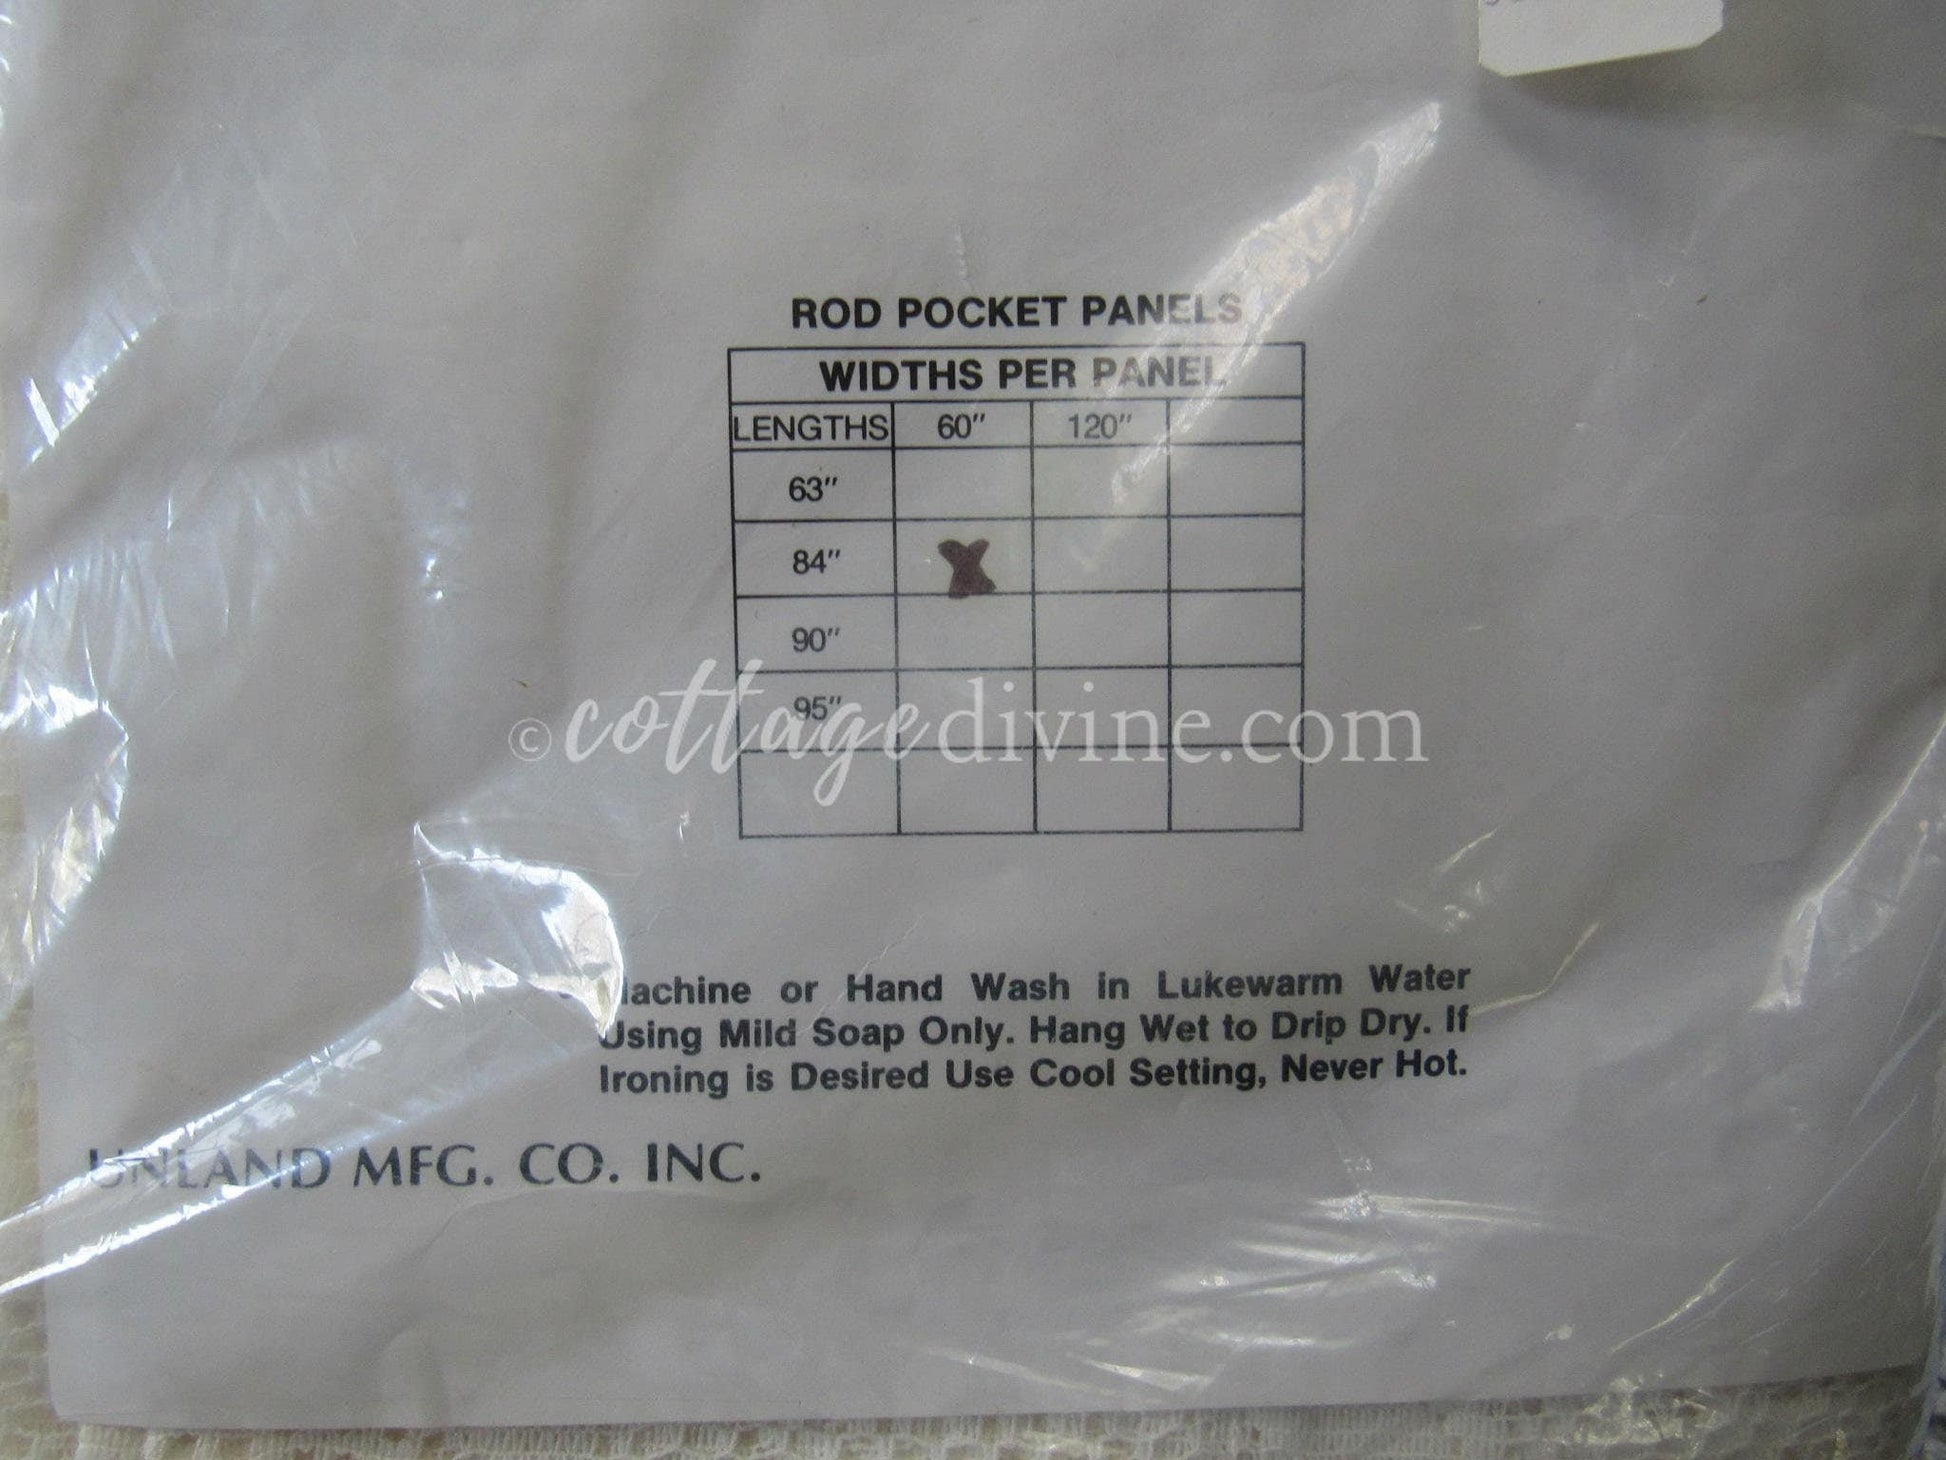 ROD POCKET PANELS
WIDTHS PER PANEL
LENGTHS 60" 120"
63"
84" X
90"
95"
©cottagedivine.com
Machine or Hand Wash in Lukewarm Water
Using Mild Soap Only. Hang Wet to Drip Dry. If
Ironing is Desired Use Cool Setting, Never Hot.
UNLAND MFG. CO. INC.